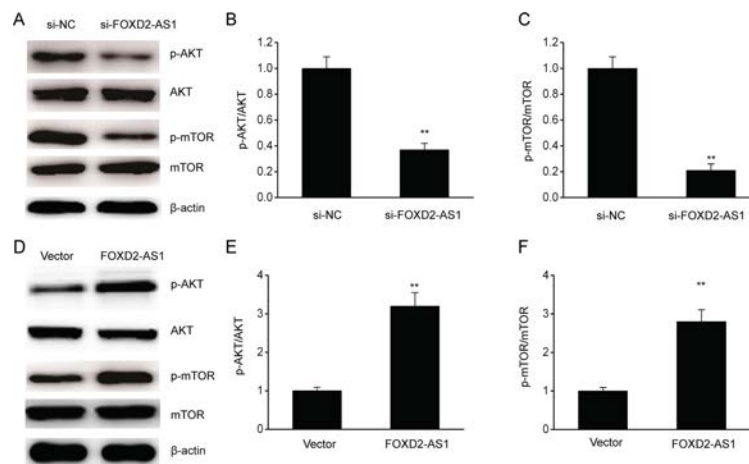 A
si-NC si-FOXD2-AS1
p-AKT
AKT
p-mTOR
mTOR
β-actin
B
p-AKT/AKT
1.2
1.0
0.8
0.6
0.4
0.2
0.0
**
si-NC si-FOXD2-AS1
C
p-mTOR/mTOR
1.2
1.0
0.8
0.6
0.4
0.2
0.0
**
si-NC si-FOXD2-AS1
D
Vector FOXD2-AS1
p-AKT
AKT
p-mTOR
mTOR
β-actin
E
p-AKT/AKT
4
3
2
1
0
**
Vector FOXD2-AS1
F
p-mTOR/mTOR
4
3
2
1
0
**
Vector FOXD2-AS1